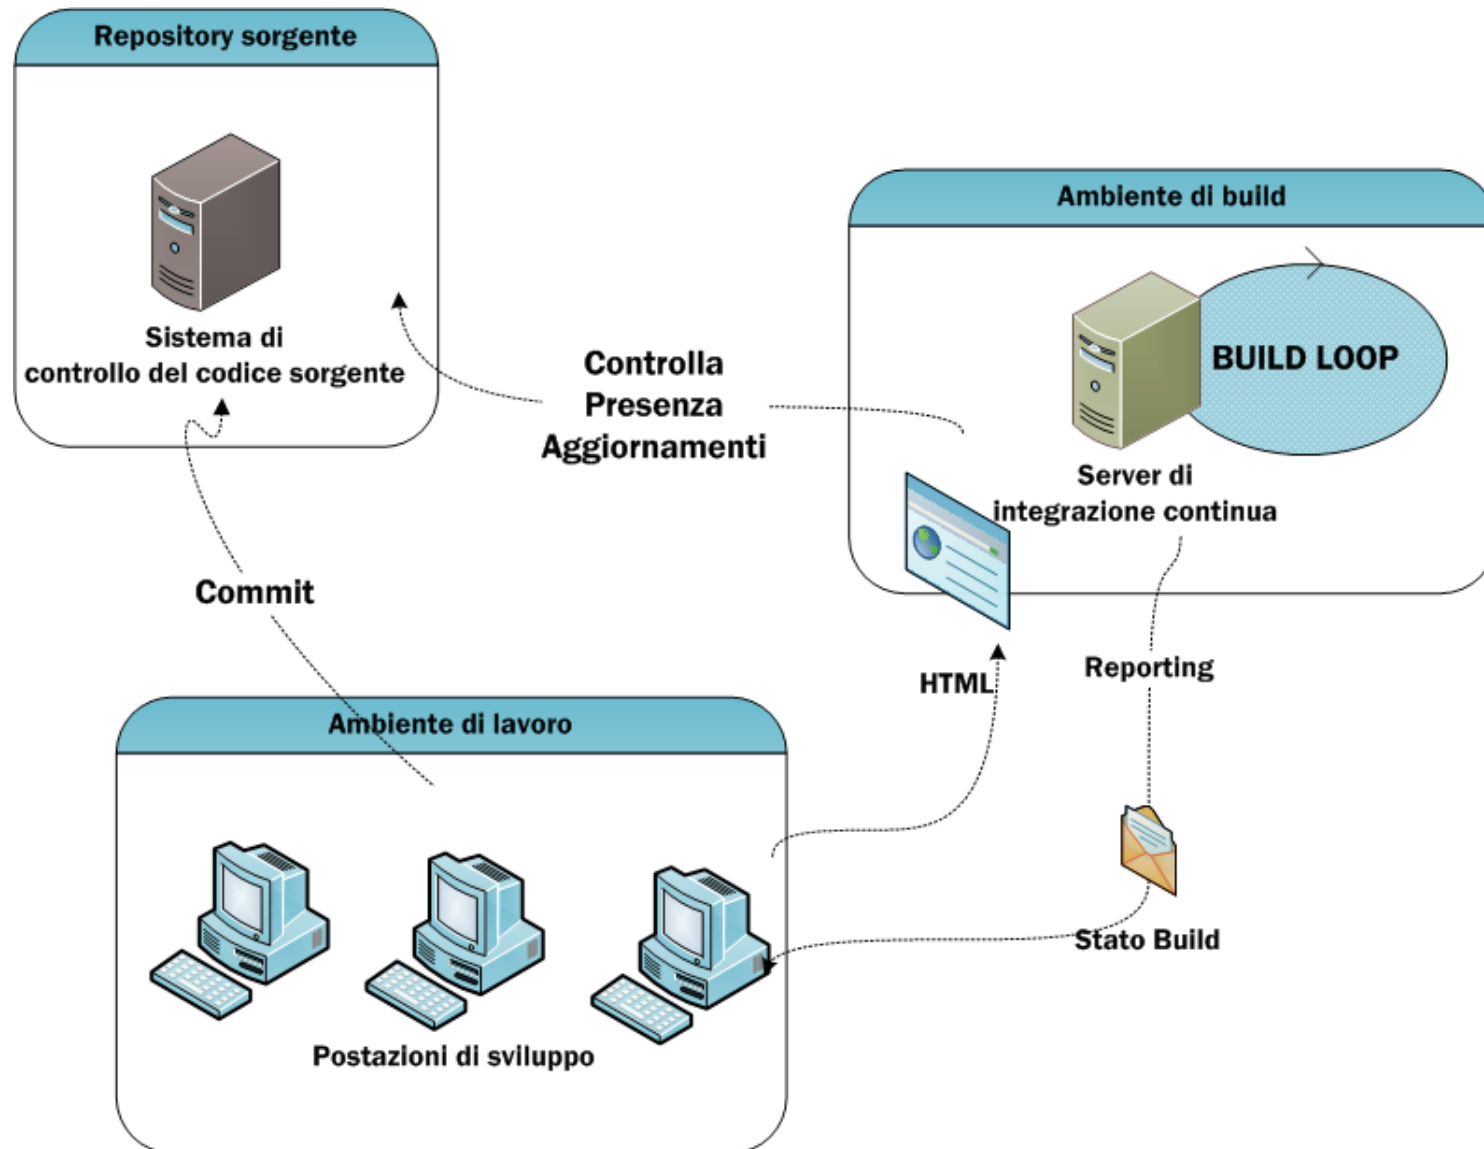 Repository sorgente
Sistema di
controllo del codice sorgente
Ambiente di build
BUILD LOOP
Server di
integrazione continua
Controlla
Presenza
Aggiornamenti
Commit
HTML
Reporting
Ambiente di lavoro
Stato Build
Postazioni di sviluppo